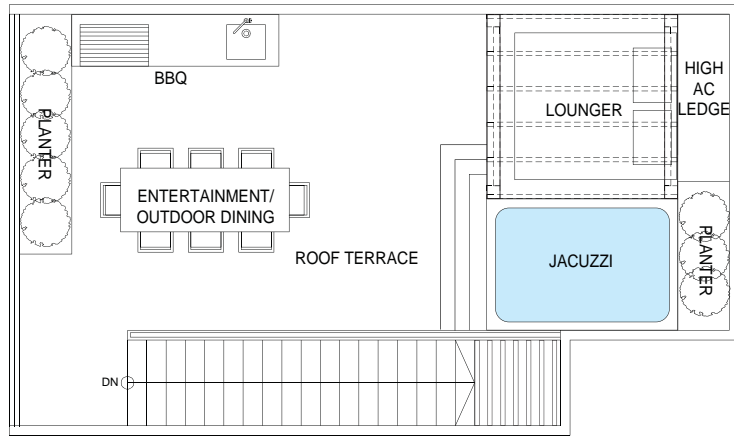 BBQ
PLANTER
LOUNGER
HIGH
AC
LEDGE
ENTERTAINMENT/
OUTDOOR DINING
ROOF TERRACE
JACUZZI
PLANTER
DN